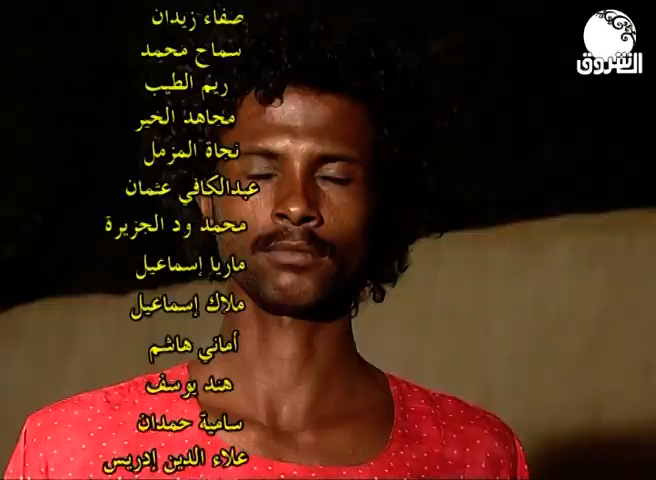 الشروق
صفاء زيدان
سماح محمد
ريم الطيب
مجاهد الخير
نجاة المزمل
عبدالكافي عثمان
محمد ود الجزيرة
ماريا إسماعيل
ملاك إسماعيل
أماني هاشم
هند يوسف
سامية حمدان
علاء الدين إدريس